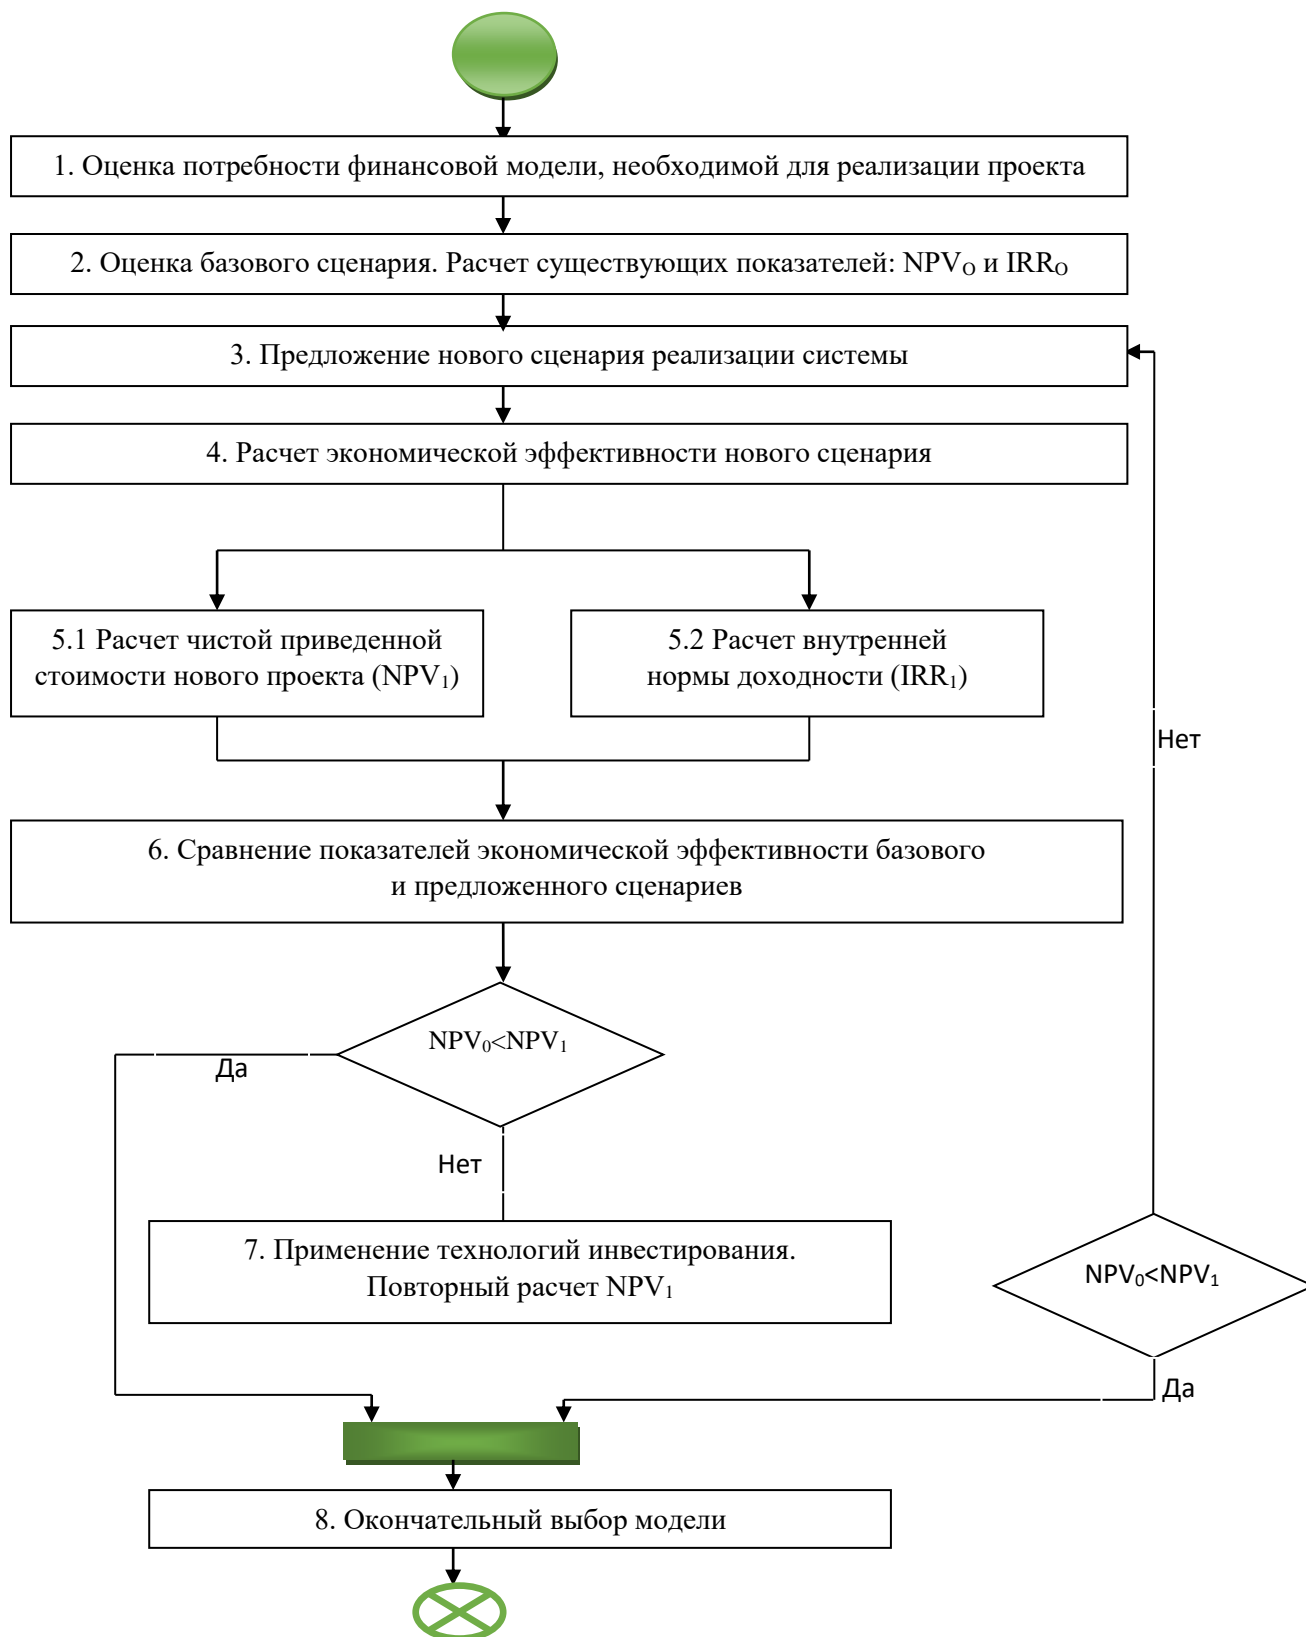 1. Оценка потребности финансовой модели, необходимой для реализации проекта
2. Оценка базового сценария. Расчет существующих показателей: NPVO и IRRO
3. Предложение нового сценария реализации системы
4. Расчет экономической эффективности нового сценария
5.1 Расчет чистой приведенной
стоимости нового проекта (NPV1)
5.2 Расчет внутренней
нормы доходности (IRR1)
Нет
6. Сравнение показателей экономической эффективности базового
и предложенного сценариев
NPV0<NPV1
Да
Нет
7. Применение технологий инвестирования.
Повторный расчет NPV1
NPV0<NPV1
Да
8. Окончательный выбор модели